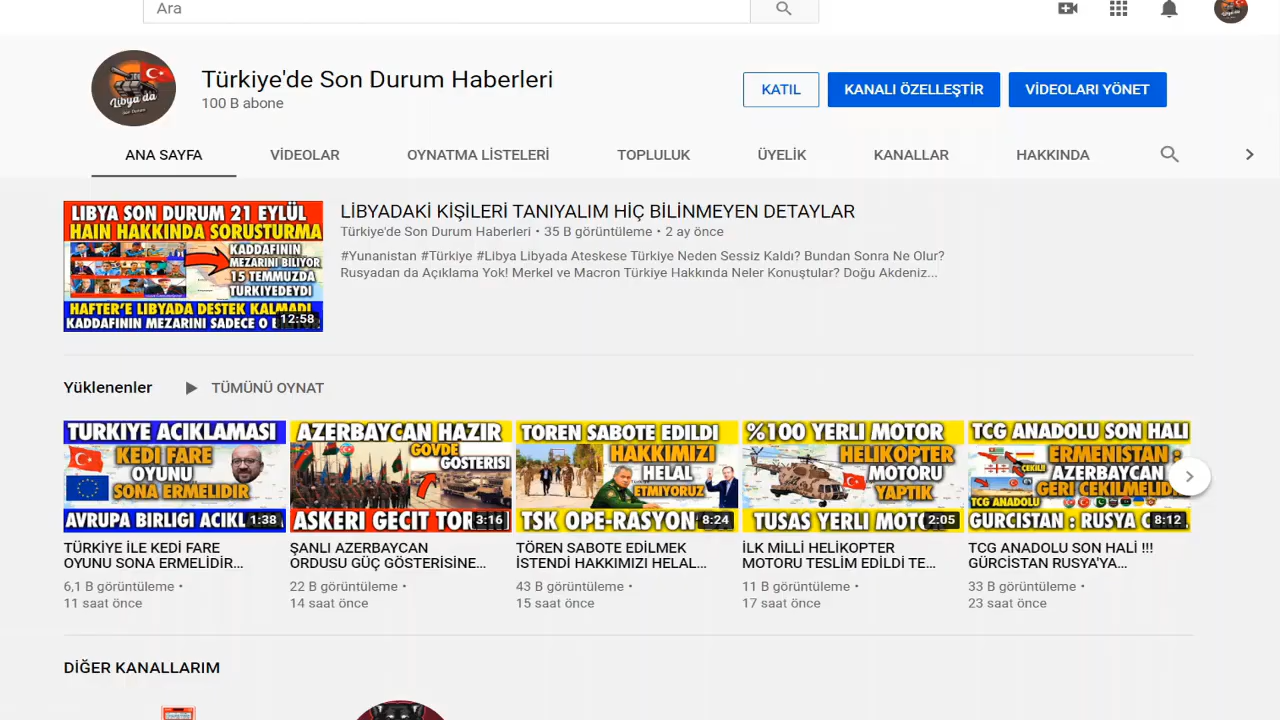 Ara
Libya da
Türkiye'de Son Durum Haberleri
100 B abone
KATIL
KANALI ÖZELLEŞTİR
VİDEOLARI YÖNET
ANA SAYFA
VİDEOLAR
OYNATMA LİSTELERİ
TOPLULUK
ÜYELİK
KANALLAR
HAKKINDA
LIBYA SON DURUM 21 EYLÜL
HAIN HAKKINDA SORUSTURMA
KADDAFININ
MEZARINI BILIYOR
15 TEMMUZDA
TURKIYEDEYDI
HAFTER'E LIBYADA DESTEK KALMADI
KADDAFININ MEZARINI SADECE O
12:58
LİBYADAKİ KİŞİLERİ TANIYALIM HİÇ BİLİNMEYEN DETAYLAR
Türkiye'de Son Durum Haberleri • 35 B görüntüleme • 2 ay önce
#Yunanistan #Türkiye #Libya Libyada Ateskese Türkiye Neden Sessiz Kaldı? Bundan Sonra Ne Olur?
Rusyadan da Açıklama Yok! Merkel ve Macron Türkiye Hakkında Neler Konuştular? Doğu Akdeniz...
Yüklenenler
TÜMÜNÜ OYNAT
TURKIYE ACIKLAMASI
KEDI FARE
OYUNU
SONA ERMELIDIR
AVRUPA BIRLIGI ACIKL
1:38
TÜRKİYE İLE KEDİ FARE
OYUNU SONA ERMELİDİR...
6,1 B görüntüleme •
11 saat önce
AZERBAYCAN HAZIR
GÖVDE
GOSTERISI
ASKERI GECIT TOR
3:16
ŞANLI AZERBAYCAN
ORDUSU GÜÇ GÖSTERİSİNE...
22 B görüntüleme •
14 saat önce
TOREN SABOTE EDILDI
HAKKIMIZI
HELAL
ETMIYORUZ
TSK OPE-RASYON
8:24
TÖREN SABOTE EDİLMEK
İSTENDİ HAKKIMIZI HELAL...
43 B görüntüleme •
15 saat önce
%100 YERLI MOTOR
HELIKOPTER
MOTORU
YAPTIK
TUSAS YERLI MOTO
2:05
İLK MİLLİ HELİKOPTER
MOTORU TESLİM EDİLDİ TE...
11 B görüntüleme •
17 saat önce
TCG ANADOLU SON HALI
ERMENISTAN :
ÇEKIL!
AZERBAYCAN
GERI CEKILMELIDIR
TCG ANADOLU
GURCISTAN : RUSYA
8:12
TCG ANADOLU SON HALİ !!!
GÜRCİSTAN RUSYA'YA...
33 B görüntüleme •
23 saat önce
DİĞER KANALLARIM